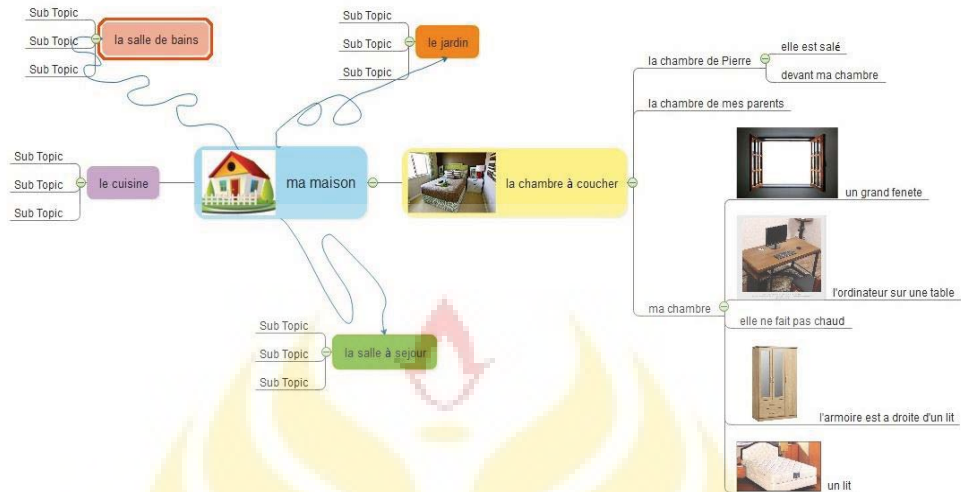 Sub Topic
Sub Topic
Sub Topic
la salle de bains
Sub Topic
Sub Topic
Sub Topic
le jardin
Sub Topic
Sub Topic
Sub Topic
le cuisine
ma maison
la chambre à coucher
Sub Topic
Sub Topic
Sub Topic
la salle à sejour
la chambre de Pierre
elle est salé
devant ma chambre
la chambre de mes parents
ma chambre
un grand fenete
l'ordinateur sur une table
elle ne fait pas chaud
l'armoire est a droite d'un lit
un lit